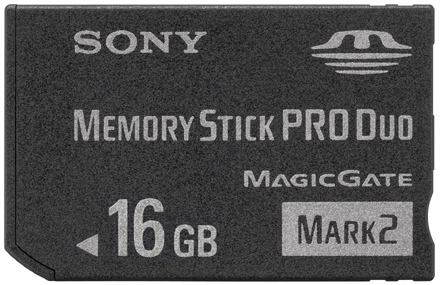 SONY
MEMORY STICK PRO DUO
MAGICGATE
16 GB
MARK2